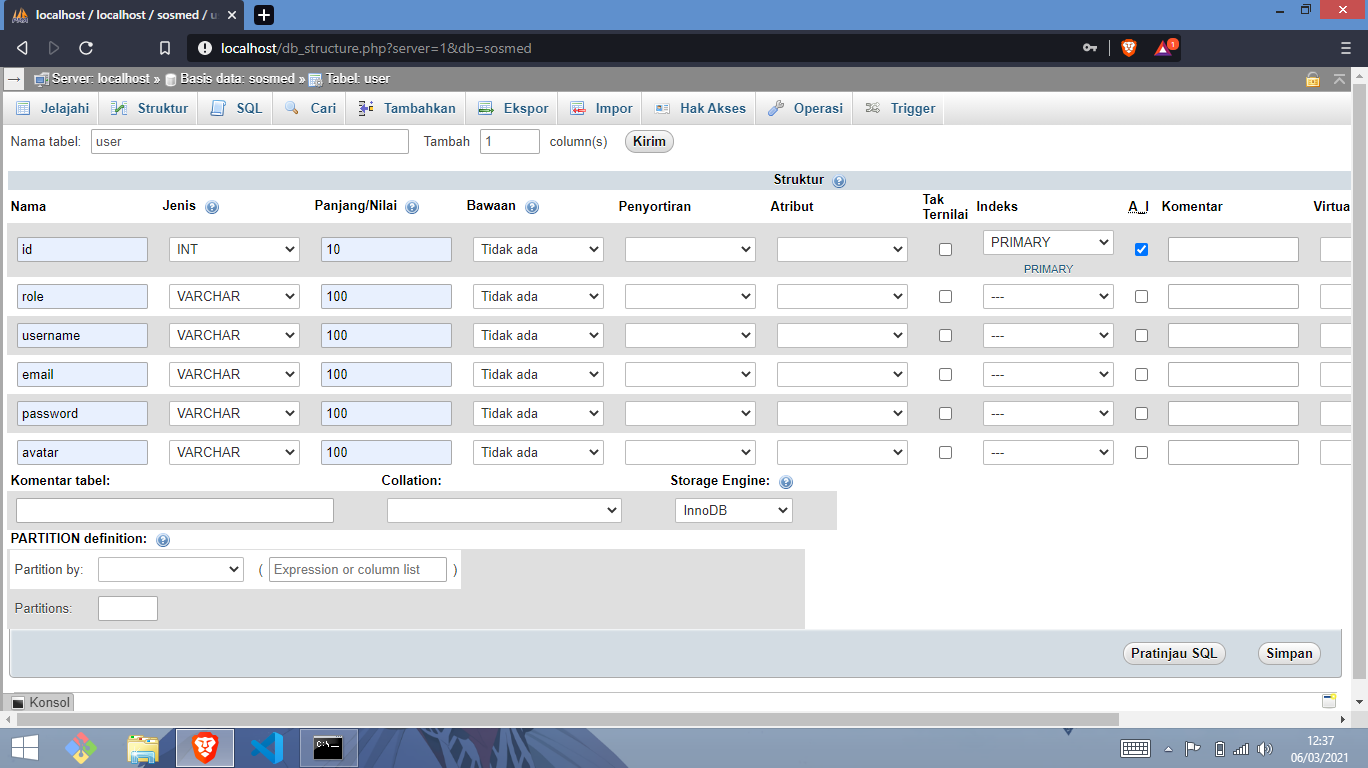 localhost / localhost / sosmed / u
localhost/db_structure.php?server=1&db=sosmed
1
Server: localhost » Basis data: sosmed » Tabel: user
Jelajahi Struktur SQL Cari Tambahkan Ekspor Impor Hak Akses Operasi Trigger
Nama tabel: user Tambah 1 column(s) Kirim
Struktur
Nama Jenis Panjang/Nilai Bawaan Penyortiran Atribut Tak Ternilai Indeks A_I Komentar Virtua
id INT 10 Tidak ada PRIMARY
PRIMARY
role VARCHAR 100 Tidak ada ---
username VARCHAR 100 Tidak ada ---
email VARCHAR 100 Tidak ada ---
password VARCHAR 100 Tidak ada ---
avatar VARCHAR 100 Tidak ada ---
Komentar tabel: Collation: Storage Engine:
InnoDB
PARTITION definition:
Partition by: ( Expression or column list )
Partitions:
Pratinjau SQL Simpan
Konsol
C:\_
12:37
06/03/2021